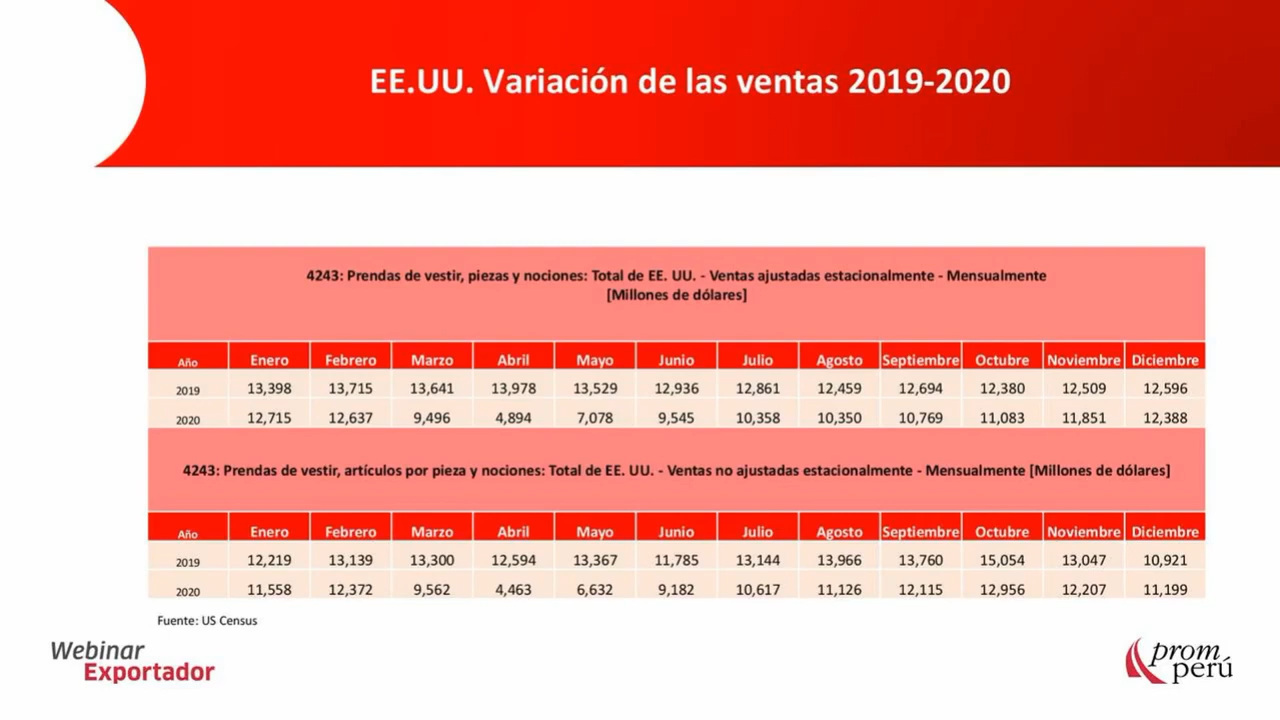 EE.UU. Variación de las ventas 2019-2020
4243: Prendas de vestir, piezas y nociones: Total de EE. UU. - Ventas ajustadas estacionalmente - Mensualmente
[Millones de dólares]
Año Enero Febrero Marzo Abril Mayo Junio Julio Agosto Septiembre Octubre Noviembre Diciembre
2019 13,398 13,715 13,641 13,978 13,529 12,936 12,861 12,459 12,694 12,380 12,509 12,596
2020 12,715 12,637 9,496 4,894 7,078 9,545 10,358 10,350 10,769 11,083 11,851 12,388
4243: Prendas de vestir, artículos por pieza y nociones: Total de EE. UU. - Ventas no ajustadas estacionalmente - Mensualmente [Millones de dólares]
Año Enero Febrero Marzo Abril Mayo Junio Julio Agosto Septiembre Octubre Noviembre Diciembre
2019 12,219 13,139 13,300 12,594 13,367 11,785 13,144 13,966 13,760 15,054 13,047 10,921
2020 11,558 12,372 9,562 4,463 6,632 9,182 10,617 11,126 12,115 12,956 12,207 11,199
Fuente: US Census
Webinar
Exportador
prom
perú